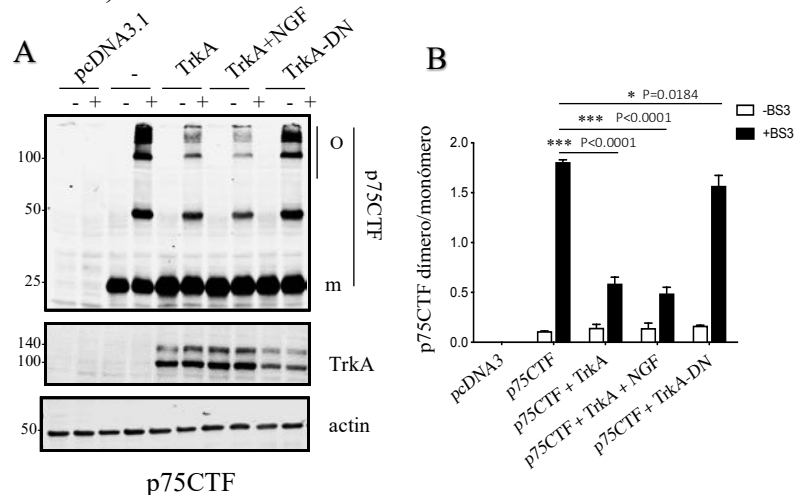 A
pcDNA3.1
-
TrkA
TrkA+NGF
TrkA-DN
- + - + - + - + - +
100
50
25
O
m
p75CTF
140
100
TrkA
50
actin
p75CTF
B
* P=0.0184
*** P<0.0001
*** P<0.0001
-BS3
+BS3
p75CTF dímero/monómero
2.0
1.5
1.0
0.5
0.0
pcDNA3
p75CTF
p75CTF + TrkA
p75CTF + TrkA + NGF
p75CTF + TrkA-DN